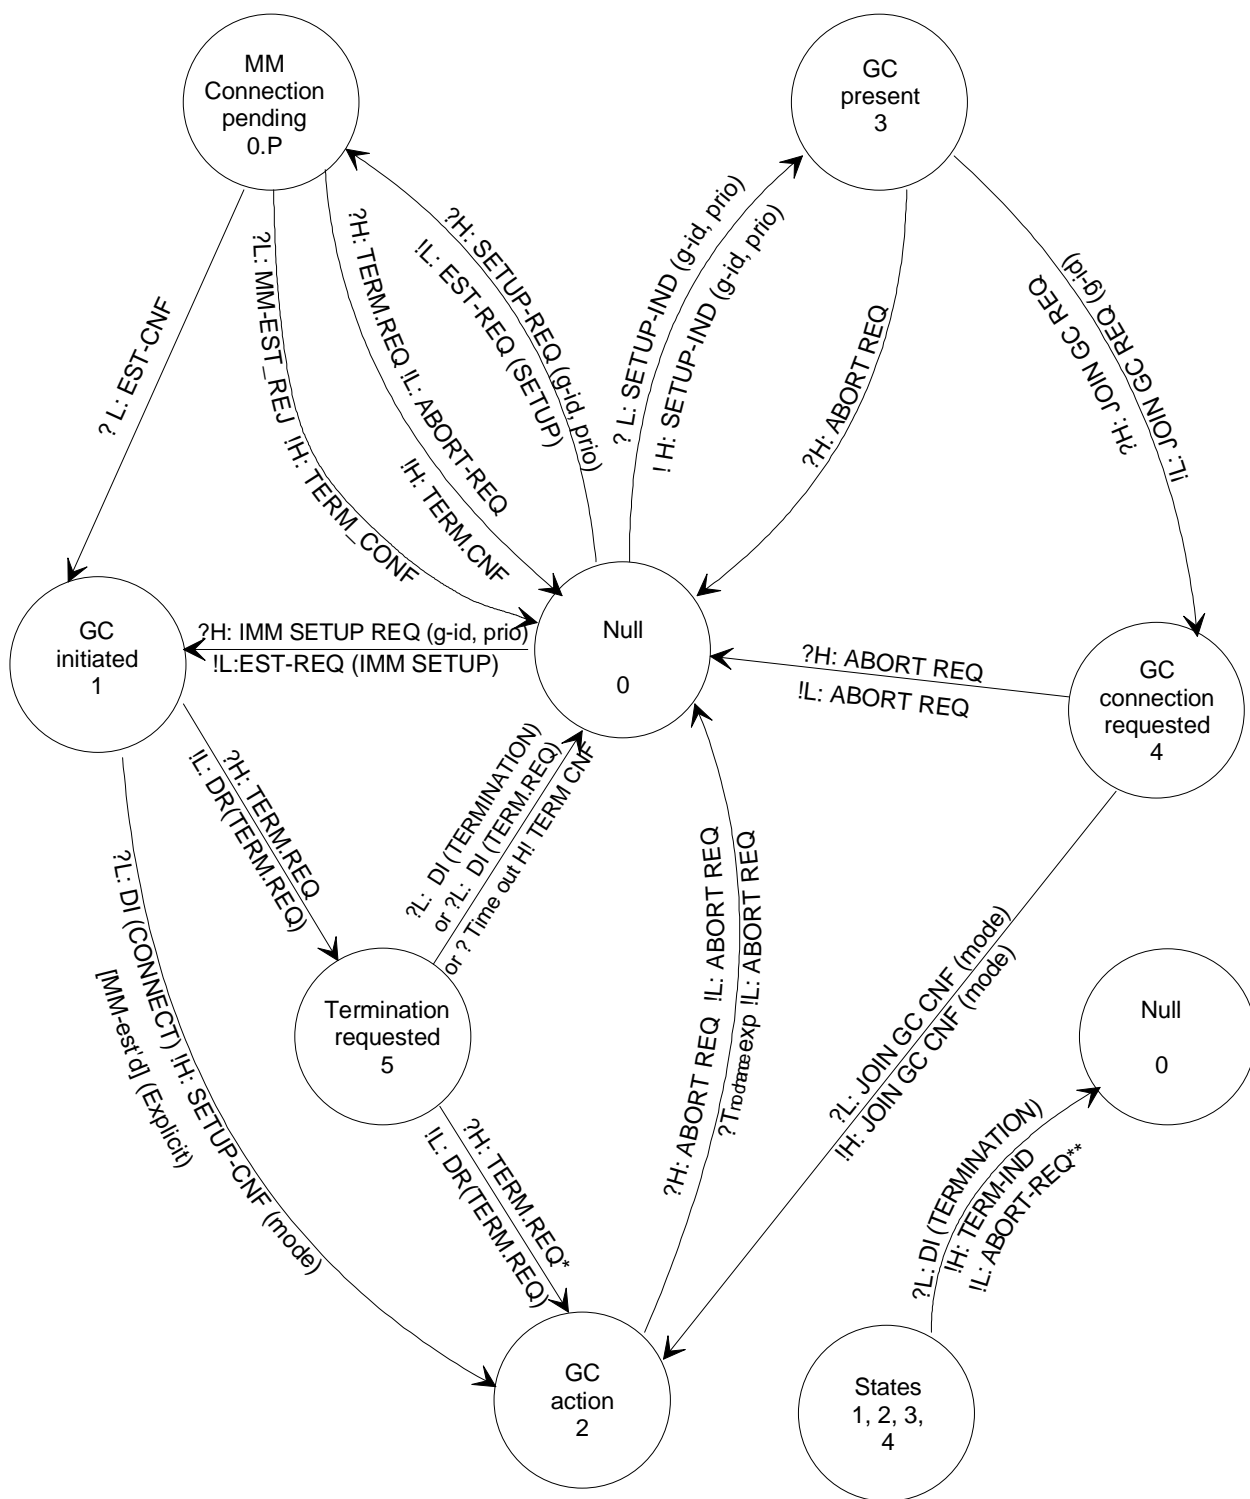 MM
Connection
pending
0.P
GC
present
3
?H: SETUP-REQ (g-id, prio)
!L: EST-REQ (SETUP)
?H: TERM.REQ !L: ABORT-REQ
!H: TERM.CNF
?L: MM-EST_REJ !H: TERM_CONF
? L: EST-CNF
? L: SETUP-IND (g-id, prio)
! H: SETUP-IND (g-id, prio)
?H: ABORT REQ
!L: JOIN GC REQ (g-id)
?H: JOIN GC REQ
GC
initiated
1
?H: IMM SETUP REQ (g-id, prio)
!L:EST-REQ (IMM SETUP)
Null
0
?H: ABORT REQ
!L: ABORT REQ
GC
connection
requested
4
?H: TERM.REQ
!L: DR(TERM.REQ)
?L: DI (TERMINATION)
or ?L: DI (TERM.REQ)
or ? Time out H! TERM CNF
?L: DI (CONNECT) !H: SETUP-CNF (mode)
[MM-est'd] (Explicit)
Termination
requested
5
?H: ABORT REQ !L: ABORT REQ
exp !L: ABORT REQ
?L: JOIN GC CNF (mode)
!H: JOIN GC CNF (mode)
Null
0
?H: TERM.REQ*
!L: DR(TERM.REQ)
?L: DI (TERMINATION)
!H: TERM-IND
!L: ABORT-REQ**
GC
action
2
States
1, 2, 3,
4